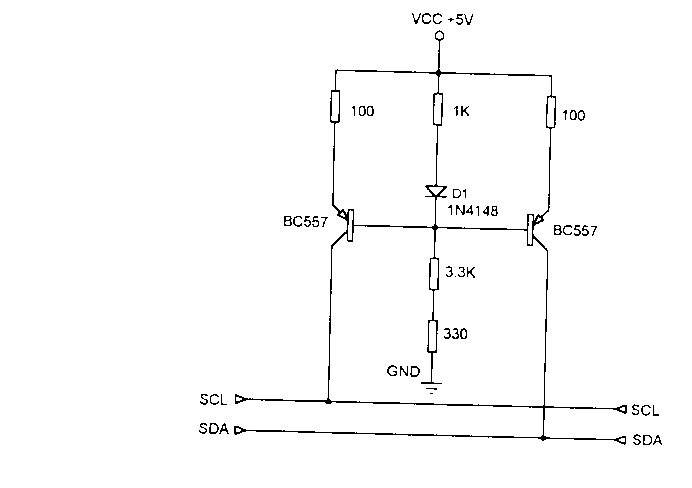 VCC +5V
100
1K
100
D1
1N4148
BC557
BC557
3.3K
330
GND
SCL
SCL
SDA
SDA